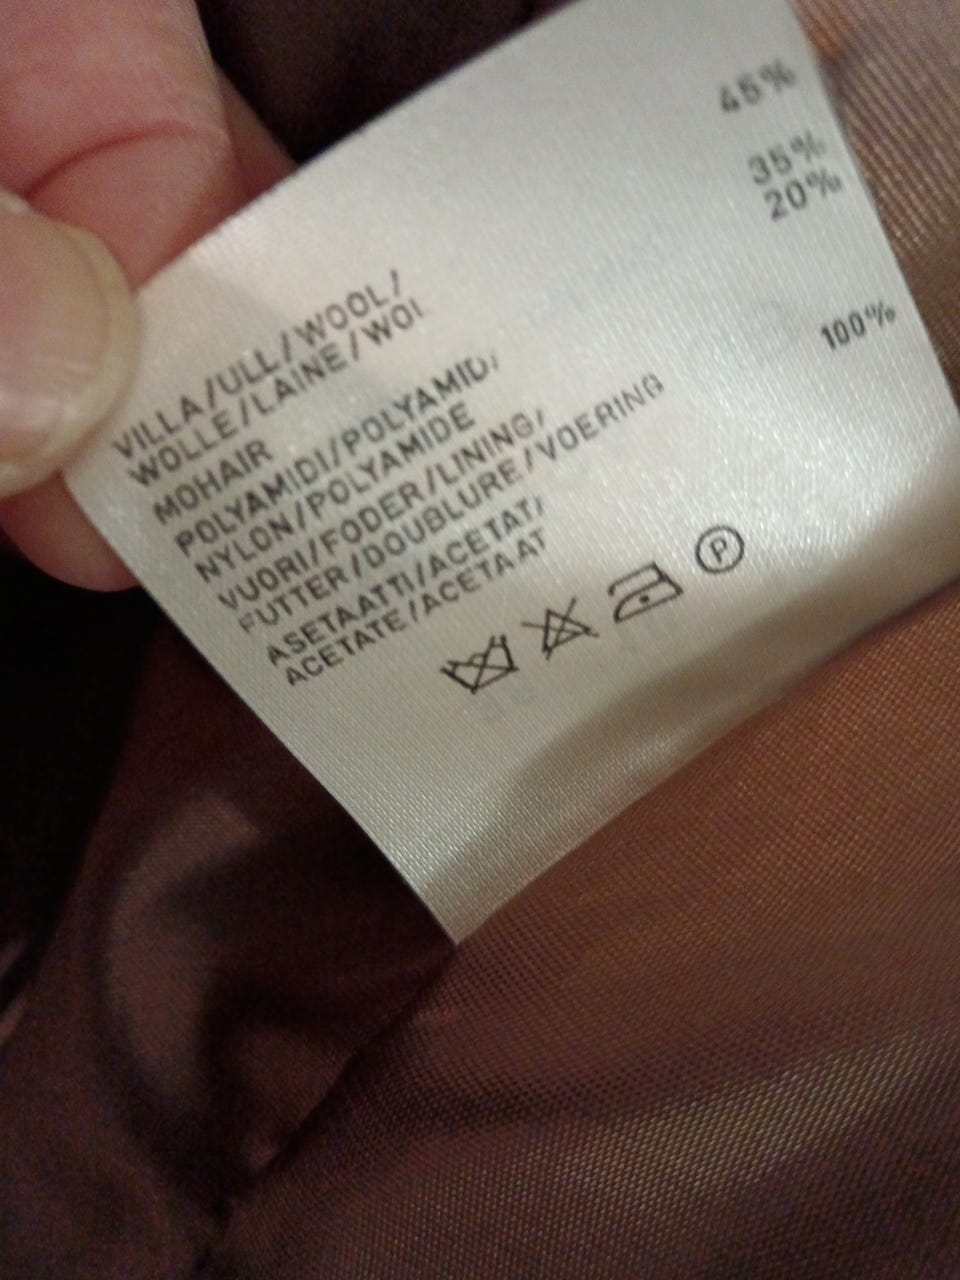 VILLA/ULL/WOOL/
WOLLE/LAINE/WOL 45%
MOHAIR 35%
POLYAMIDI/POLYAMID/
NYLON/POLYAMIDE 20%
VUORI/FODER/LINING/
FUTTER/DOUBLURE/VOERING
ASETAATTI/ACETAT/
ACETATE/ACETAAT 100%
P